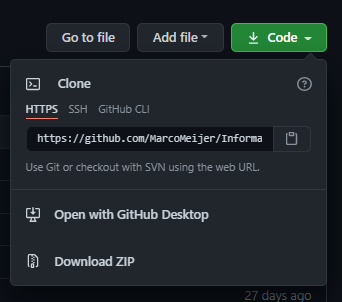 Go to file Add file Code
Clone
HTTPS SSH GitHub CLI
https://github.com/MarcoMeijer/Informa
Use Git or checkout with SVN using the web URL.
Open with GitHub Desktop
Download ZIP
27 days ago